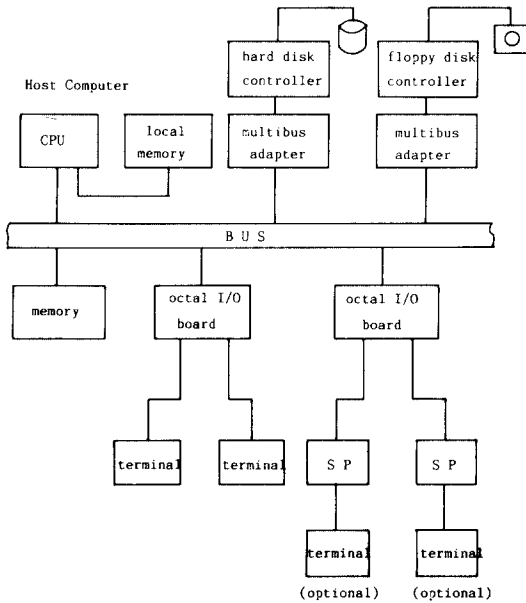 hard disk
controller
floppy disk
controller
Host Computer
CPU
local
memory
multibus
adapter
multibus
adapter
B U S
memory
octal I/O
board
octal I/O
board
terminal
terminal
S P
S P
terminal
terminal
(optional)
(optional)